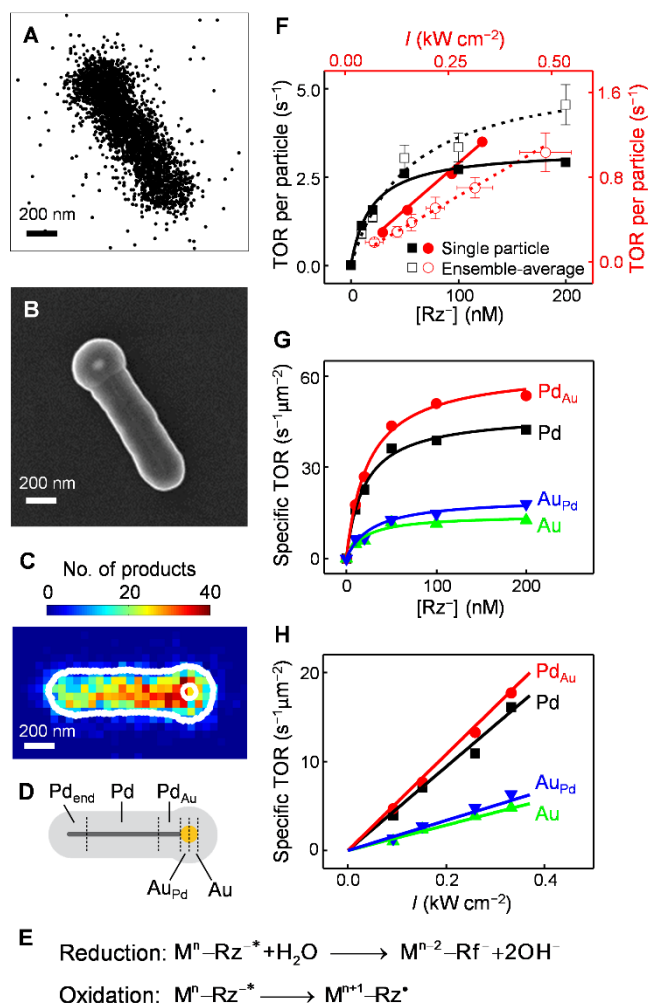 A
200 nm
B
200 nm
C
No. of products
0 20 40
200 nm
D
Pd_end Pd Pd_Au
Au_Pd Au
E
Reduction: Mⁿ–Rz⁻* + H₂O ⟶ Mⁿ⁻²–Rf⁻ + 2OH⁻
Oxidation: Mⁿ–Rz⁻* ⟶ Mⁿ⁺¹–Rz•
F
I (kW cm⁻²)
0.00 0.25 0.50
TOR per particle (s⁻¹)
5.0
2.5
0.0
1.6
0.8
0.0
TOR per particle (s⁻¹)
Single particle
Ensemble-average
0 100 200
[Rz⁻] (nM)
G
Specific TOR (s⁻¹μm⁻²)
60
30
0
Pd_Au
Pd
Au_Pd
Au
0 100 200
[Rz⁻] (nM)
H
Specific TOR (s⁻¹μm⁻²)
20
10
0
Pd_Au
Pd
Au_Pd
Au
0.0 0.2 0.4
I (kW cm⁻²)